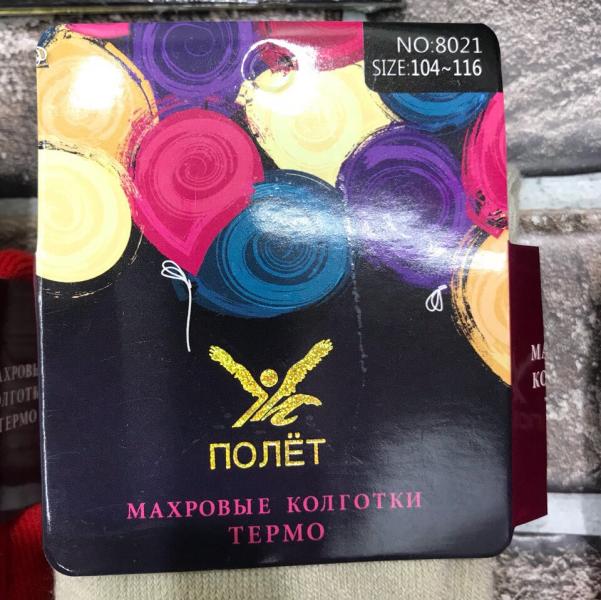 NO:8021
SIZE:104~116
ПОЛЁТ
МАХРОВЫЕ КОЛГОТКИ
ТЕРМО